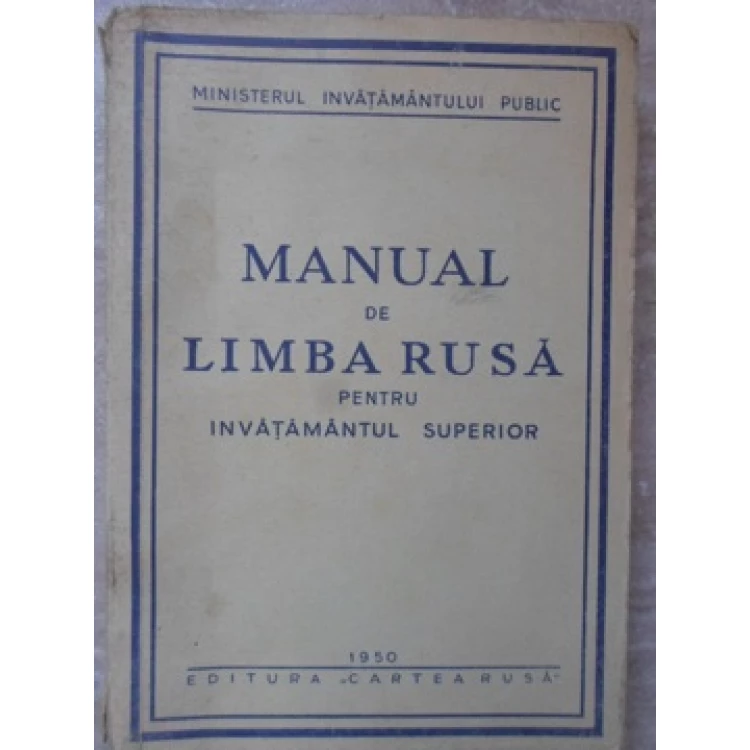 MINISTERUL INVĂȚĂMÂNTULUI PUBLIC
MANUAL
DE
LIMBA RUSĂ
PENTRU
INVĂȚĂMÂNTUL SUPERIOR
1950
EDITURA „CARTEA RUSĂ"